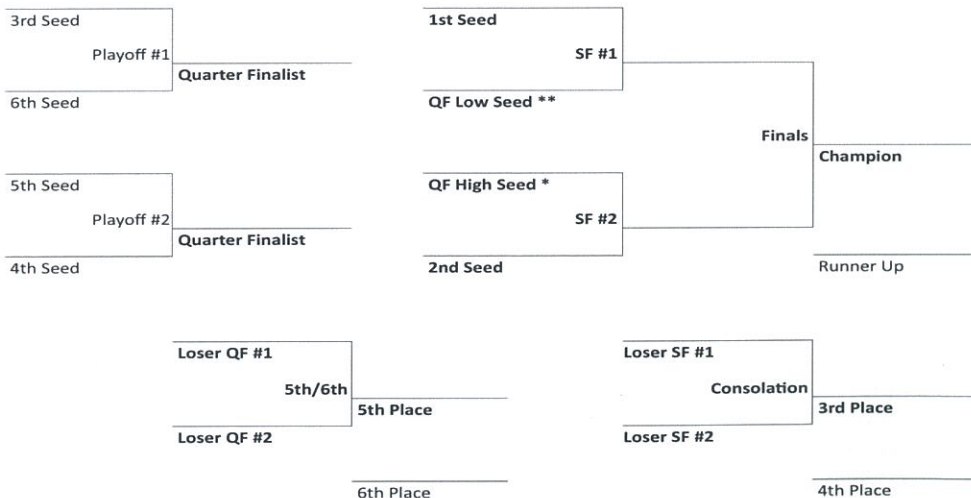 3rd Seed
Playoff #1
Quarter Finalist
6th Seed
5th Seed
Playoff #2
Quarter Finalist
4th Seed
1st Seed
SF #1
QF Low Seed **
Finals
Champion
QF High Seed *
SF #2
2nd Seed
Runner Up
Loser QF #1
5th/6th
5th Place
Loser QF #2
6th Place
Loser SF #1
Consolation
3rd Place
Loser SF #2
4th Place